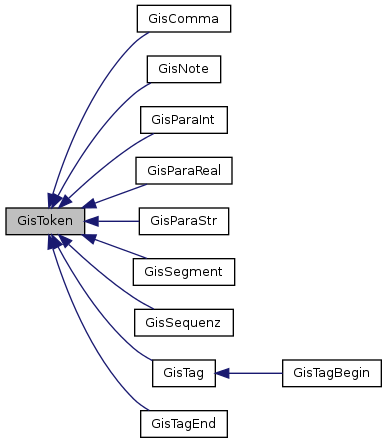 GisComma
GisNote
GisParaInt
GisParaReal
GisToken
GisParaStr
GisSegment
GisSequenz
GisTag
GisTagBegin
GisTagEnd